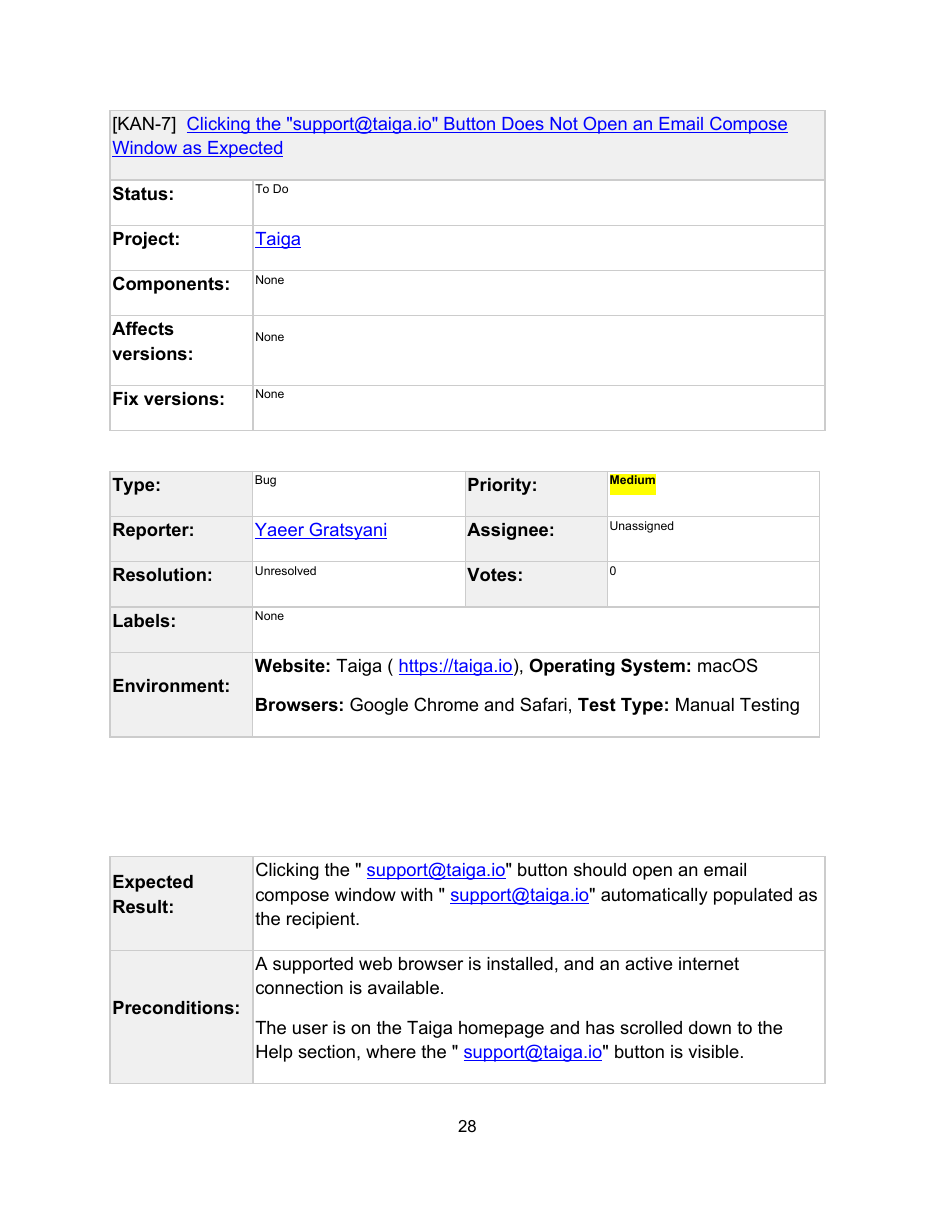 [KAN-7]  Clicking the "support@taiga.io" Button Does Not Open an Email Compose
Window as Expected
Status: To Do
Project: Taiga
Components: None
Affects
versions:
None
Fix versions: None
Type: Bug Priority: Medium
Reporter: Yaeer Gratsyani Assignee: Unassigned
Resolution: Unresolved Votes: 0
Labels: None
Environment:
Website: Taiga ( https://taiga.io), Operating System: macOS
Browsers: Google Chrome and Safari, Test Type: Manual Testing
Expected
Result:
Clicking the " support@taiga.io" button should open an email
compose window with " support@taiga.io" automatically populated as
the recipient.
Preconditions:
A supported web browser is installed, and an active internet
connection is available.
The user is on the Taiga homepage and has scrolled down to the
Help section, where the " support@taiga.io" button is visible.
28